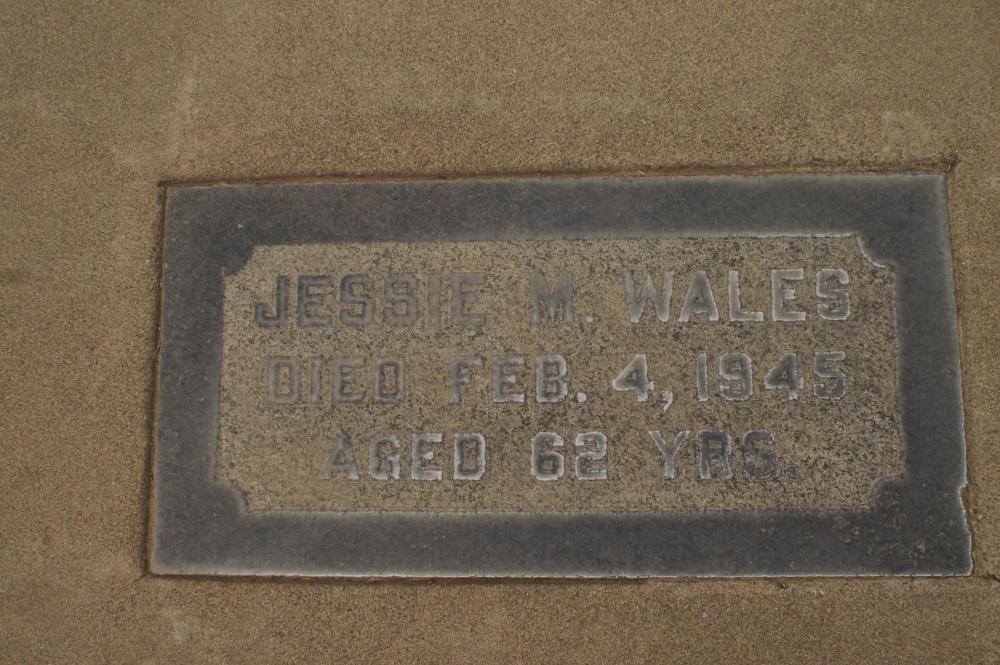 JESSIE M. WALES
DIED FEB. 4, 1945
AGED 62 YRS.